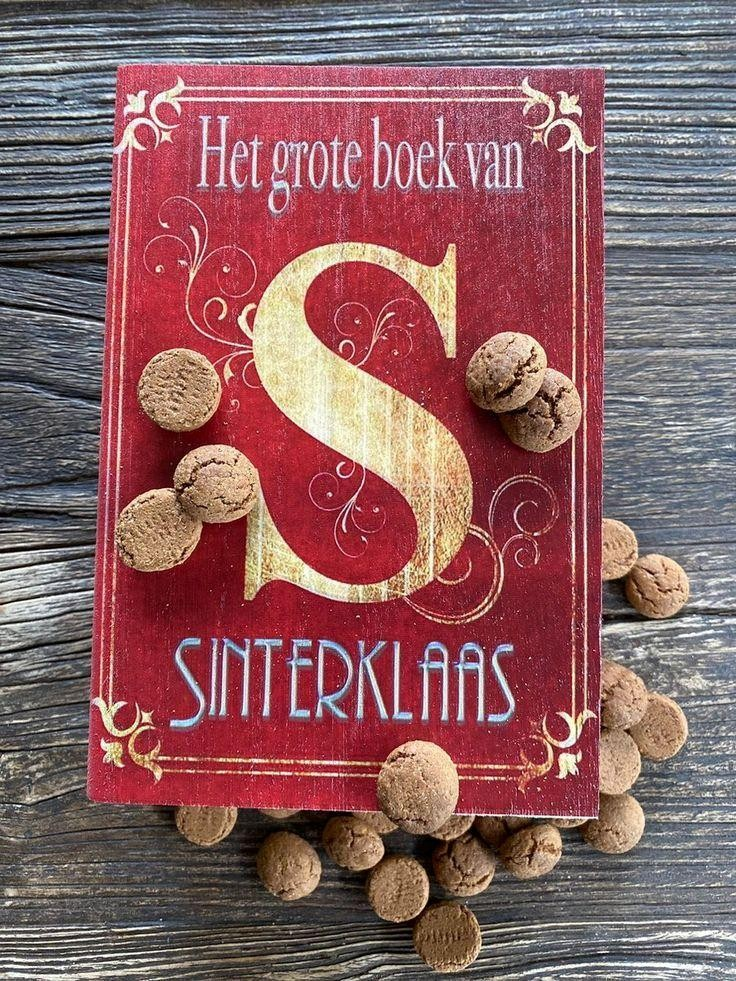 Het grote boek van
S
SINTERKLAAS